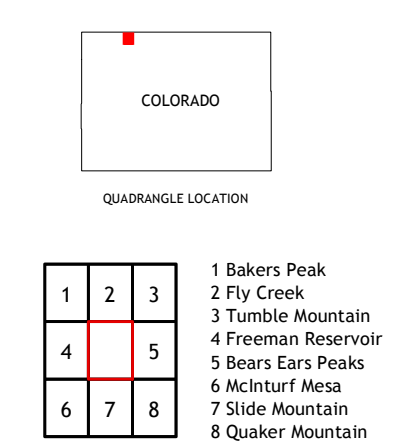 COLORADO
QUADRANGLE LOCATION
1 2 3
4 5
6 7 8
1 Bakers Peak
2 Fly Creek
3 Tumble Mountain
4 Freeman Reservoir
5 Bears Ears Peaks
6 McInturf Mesa
7 Slide Mountain
8 Quaker Mountain